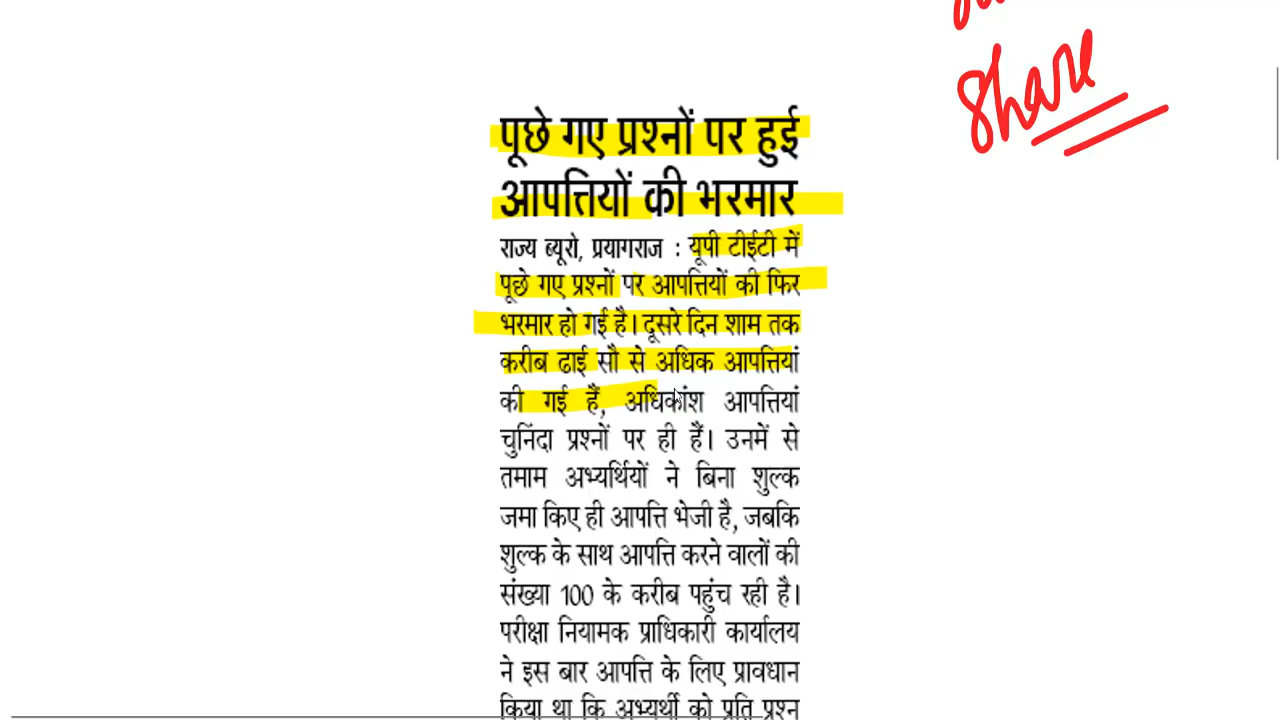 Share
पूछे गए प्रश्नों पर हुई
आपत्तियों की भरमार
राज्य ब्यूरो, प्रयागराज : यूपी टीईटी में
पूछे गए प्रश्नों पर आपत्तियों की फिर
भरमार हो गई है। दूसरे दिन शाम तक
करीब ढाई सौ से अधिक आपत्तियां
की गई हैं, अधिकांश आपत्तियां
चुनिंदा प्रश्नों पर ही हैं। उनमें से
तमाम अभ्यर्थियों ने बिना शुल्क
जमा किए ही आपत्ति भेजी है, जबकि
शुल्क के साथ आपत्ति करने वालों की
संख्या 100 के करीब पहुंच रही है।
परीक्षा नियामक प्राधिकारी कार्यालय
ने इस बार आपत्ति के लिए प्रावधान
किया था कि अभ्यर्थी को प्रति प्रश्न